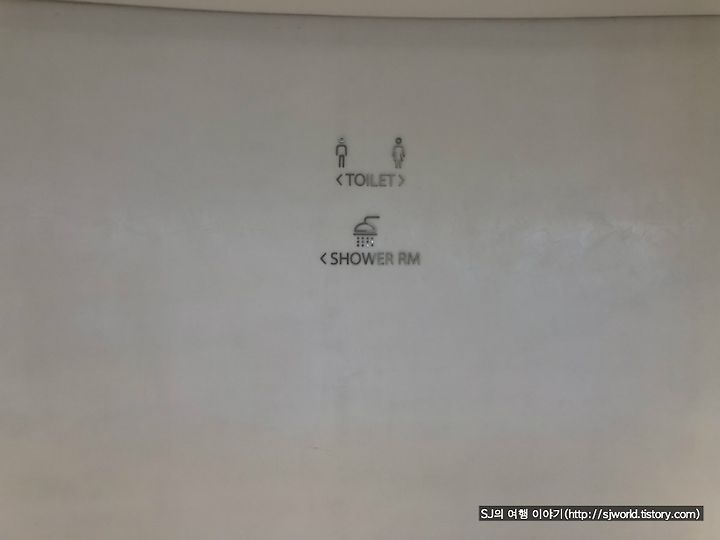 < TOILET >
< SHOWER RM
SJ의 여행 이야기(http://sjworld.tistory.com)